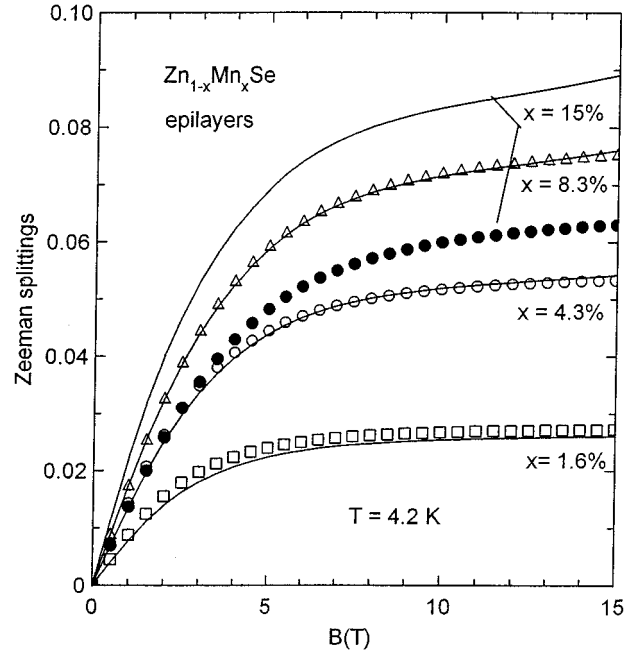 0.10
0.08
0.06
0.04
0.02
0
Zeeman splittings
Zn1-xMnxSe
epilayers
x = 15%
x = 8.3%
x = 4.3%
x= 1.6%
T = 4.2 K
0 5 10 15
B(T)